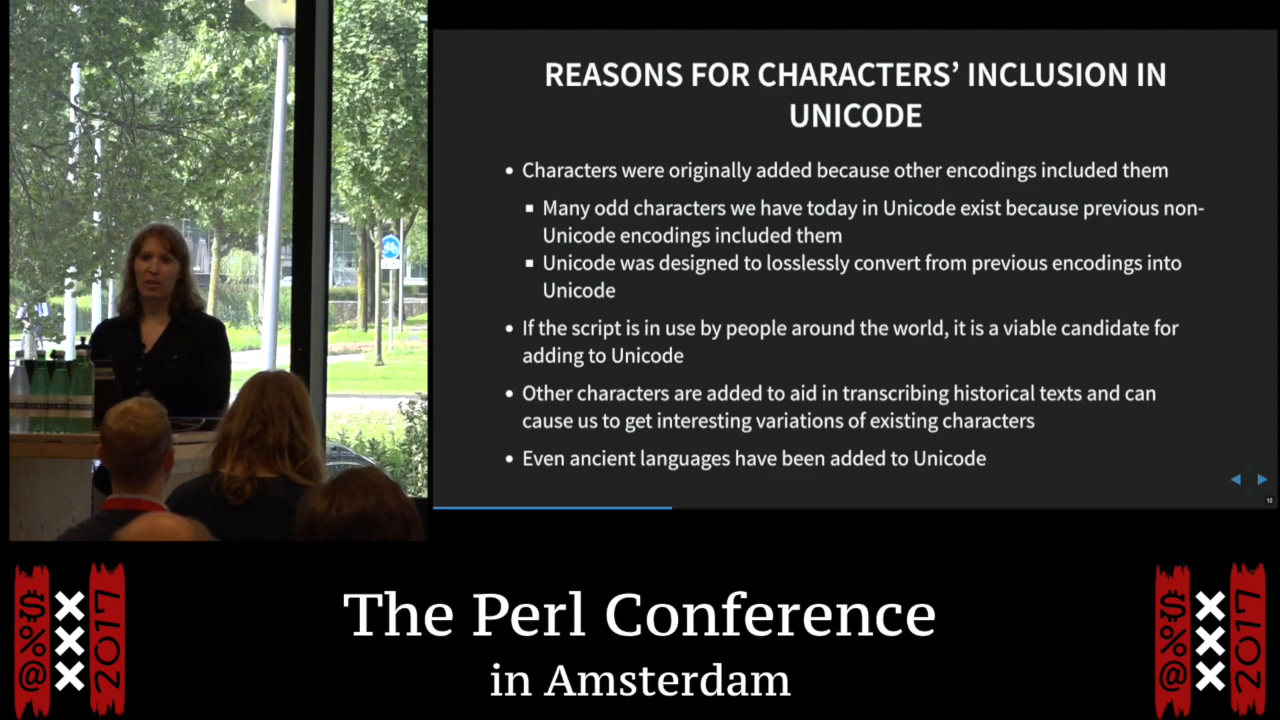 REASONS FOR CHARACTERS’ INCLUSION IN
UNICODE
• Characters were originally added because other encodings included them
▪ Many odd characters we have today in Unicode exist because previous non-
Unicode encodings included them
▪ Unicode was designed to losslessly convert from previous encodings into
Unicode
• If the script is in use by people around the world, it is a viable candidate for
adding to Unicode
• Other characters are added to aid in transcribing historical texts and can
cause us to get interesting variations of existing characters
• Even ancient languages have been added to Unicode
12
The Perl Conference
in Amsterdam
@%$
XXX
2017
@%$
XXX
2017